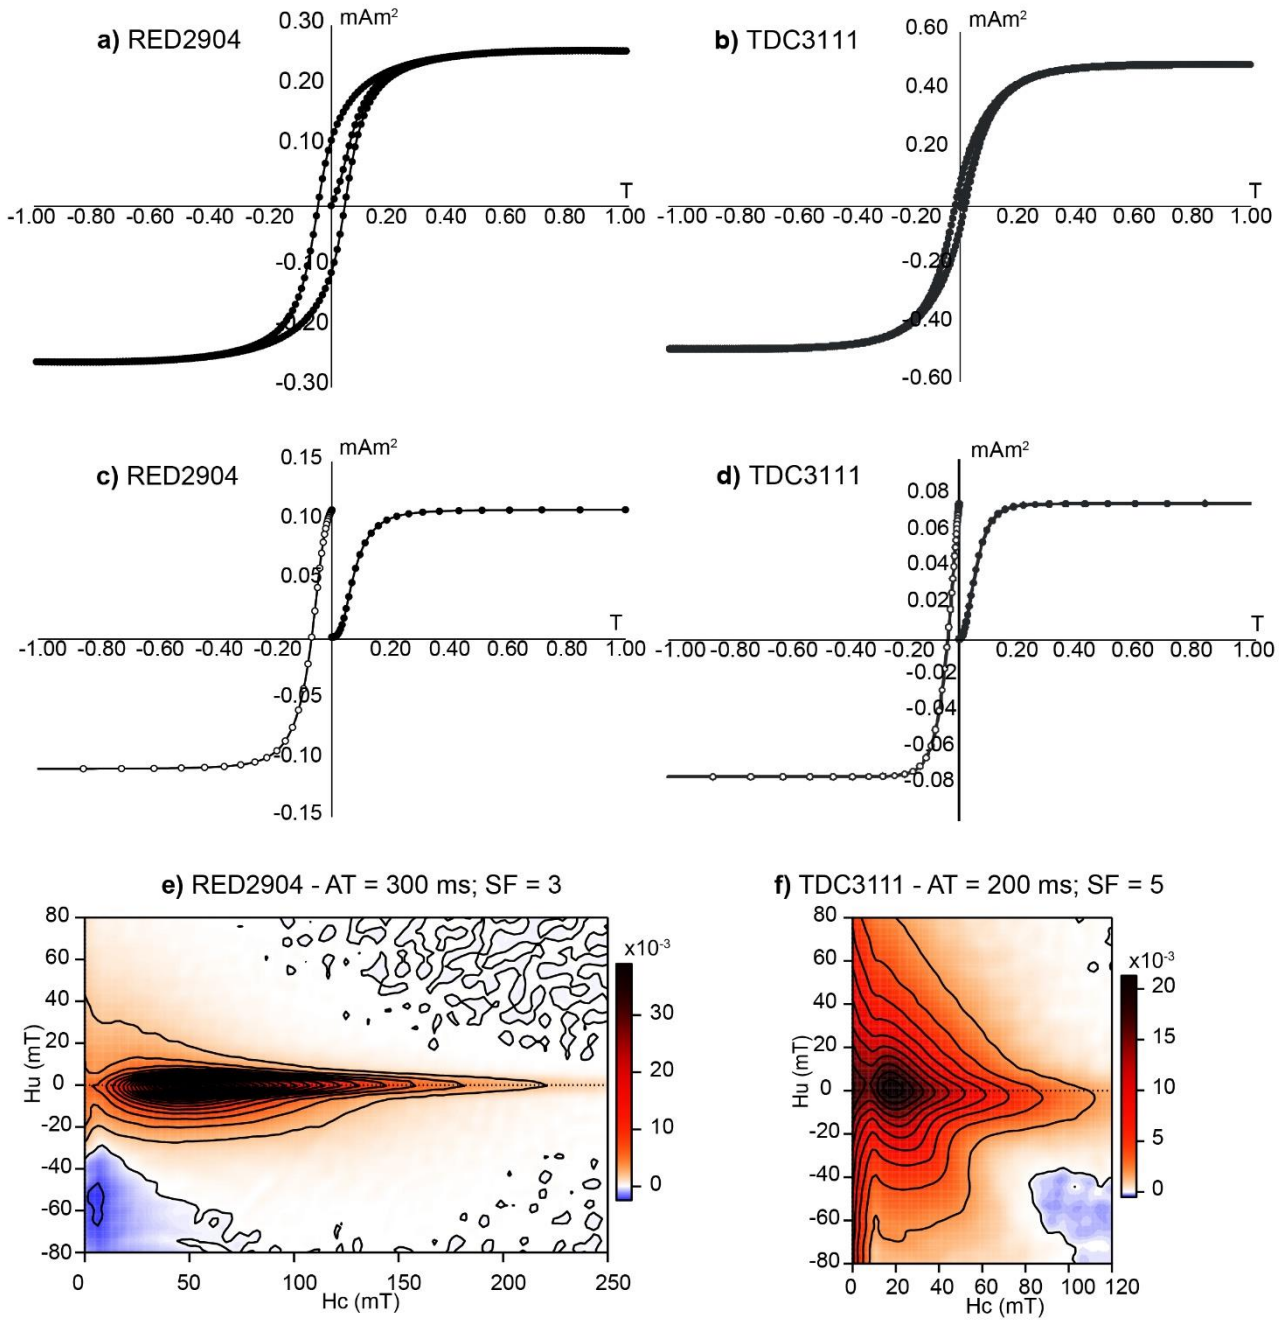 a) RED2904
0.30 mAm²
0.20
0.10
T
-1.00 -0.80 -0.60 -0.40 -0.20 0.20 0.40 0.60 0.80 1.00
-0.10
-0.20
-0.30
b) TDC3111
0.60 mAm²
0.40
0.20
T
-1.00 -0.80 -0.60 -0.40 -0.20 0.20 0.40 0.60 0.80 1.00
-0.20
-0.40
-0.60
c) RED2904
0.15 mAm²
0.10
0.05
T
-1.00 -0.80 -0.60 -0.40 -0.20 0.20 0.40 0.60 0.80 1.00
-0.05
-0.10
-0.15
d) TDC3111
mAm²
0.08
0.06
0.04
0.02
T
-1.00 -0.80 -0.60 -0.40 -0.20 0.20 0.40 0.60 0.80 1.00
-0.02
-0.04
-0.06
-0.08
e) RED2904 - AT = 300 ms; SF = 3
80
60
40
20
0
-20
-40
-60
-80
Hu (mT)
0 50 100 150 200 250
Hc (mT)
x10⁻³
30
20
10
0
f) TDC3111 - AT = 200 ms; SF = 5
80
60
40
20
0
-20
-40
-60
-80
Hu (mT)
0 20 40 60 80 100 120
Hc (mT)
x10⁻³
20
15
10
5
0